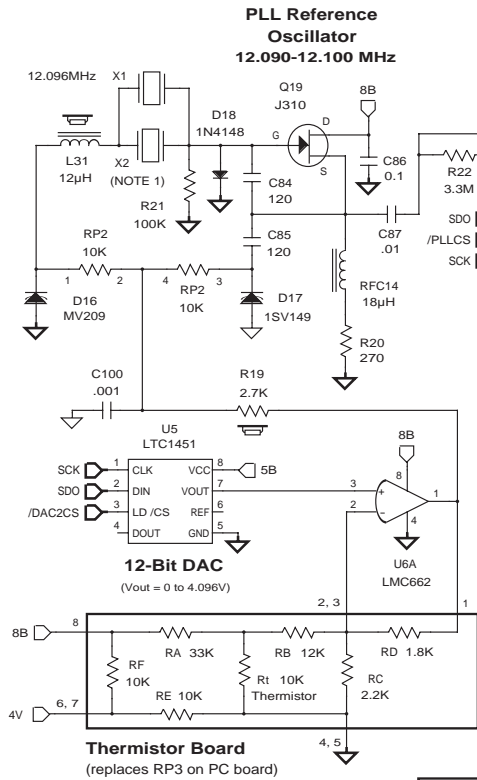 PLL Reference
Oscillator
12.090-12.100 MHz
12.096MHz
X1
X2
(NOTE 1)
L31
12µH
D18
1N4148
Q19
J310
G
D
S
8B
C86
0.1
R22
3.3M
R21
100K
C84
120
C85
120
C87
.01
SDO
/PLLCS
SCK
RP2
10K
1
2
4
3
RP2
10K
D16
MV209
D17
1SV149
RFC14
18µH
R20
270
C100
.001
R19
2.7K
U5
LTC1451
SCK
1
CLK
VCC
8
5B
SDO
2
DIN
VOUT
7
/DAC2CS
3
LD /CS
REF
6
4
DOUT
GND
5
12-Bit DAC
(Vout = 0 to 4.096V)
8B
8
3
+
2
−
1
4
U6A
LMC662
2, 3
1
8B
8
RA 33K
RB 12K
RD 1.8K
RF
10K
Rt 10K
Thermistor
RC
2.2K
RE 10K
4V
6, 7
4, 5
Thermistor Board
(replaces RP3 on PC board)